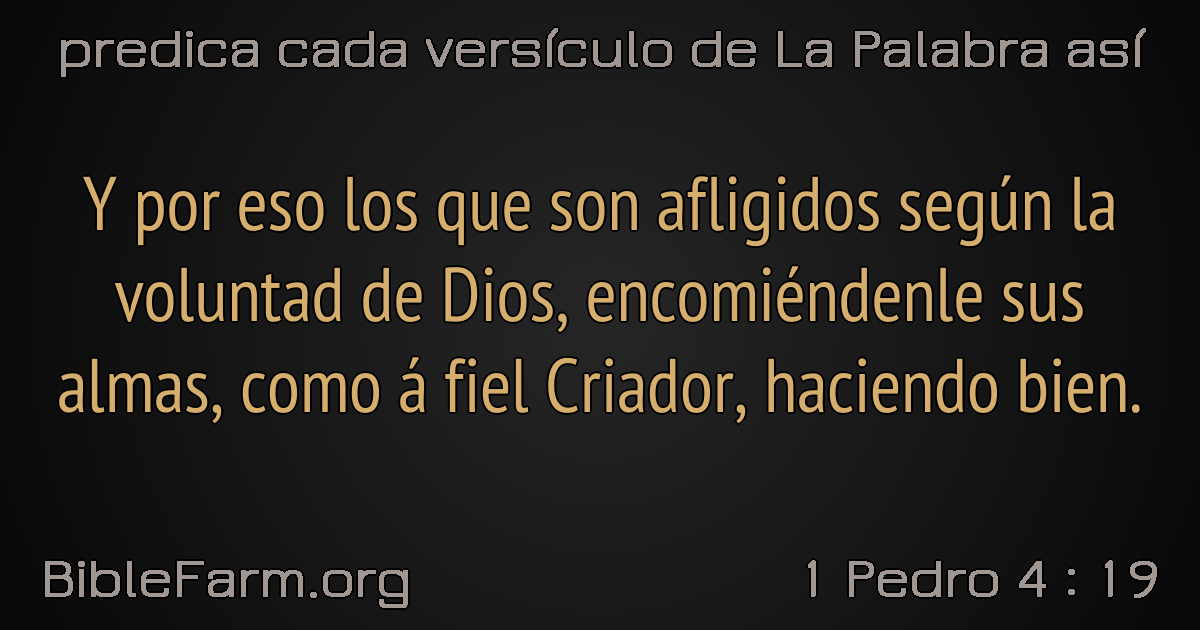 predica cada versículo de La Palabra así
Y por eso los que son afligidos según la
voluntad de Dios, encomiéndenle sus
almas, como á fiel Criador, haciendo bien.
BibleFarm.org
1 Pedro 4 : 19